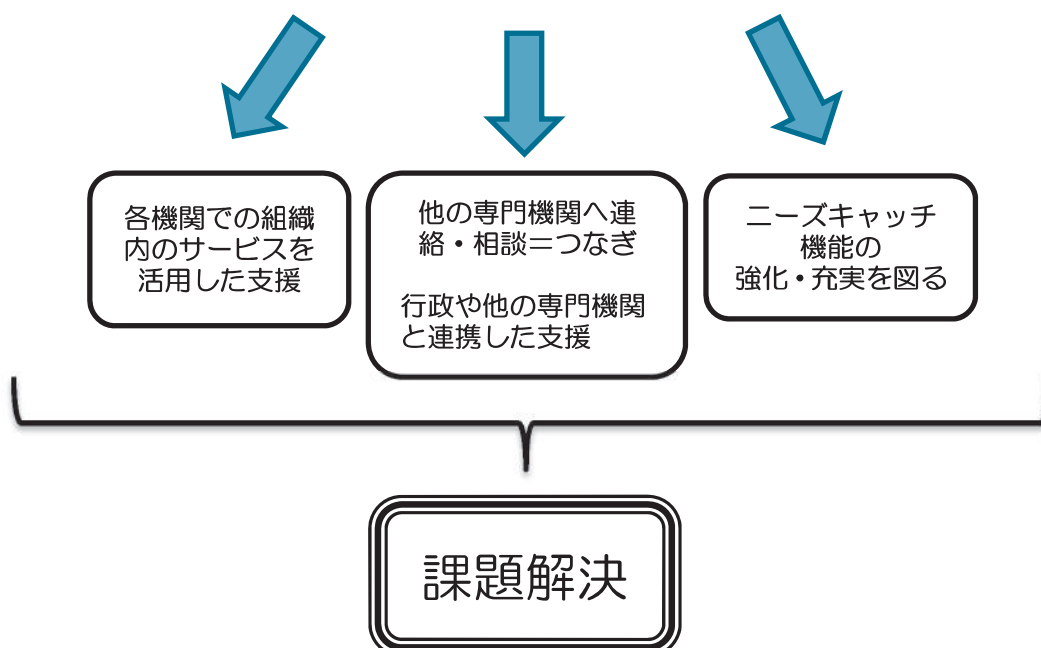 各機関での組織
内のサービスを
活用した支援
他の専門機関へ連
絡・相談＝つなぎ
行政や他の専門機関
と連携した支援
ニーズキャッチ
機能の
強化・充実を図る
課題解決